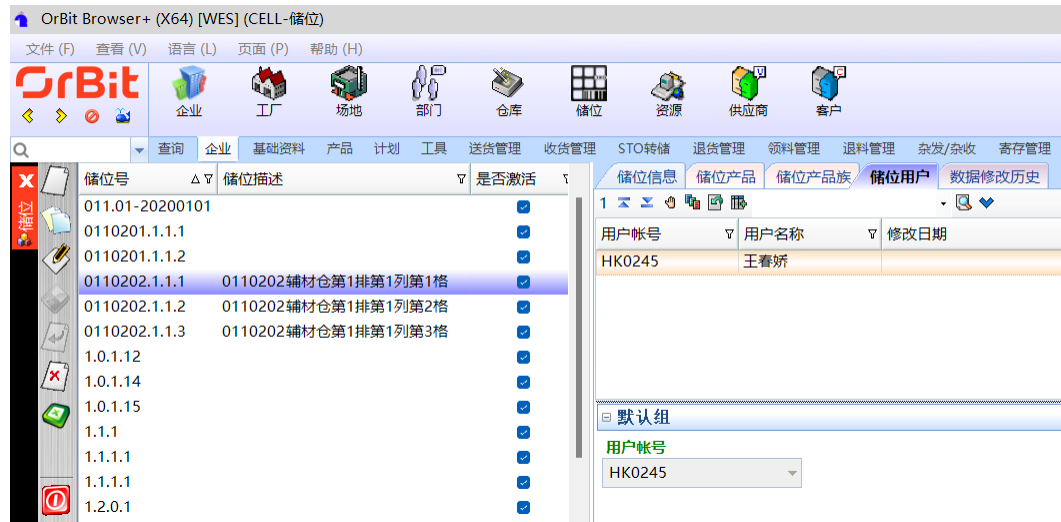 OrBit Browser+ (X64) [WES] (CELL-储位)
文件 (F) 查看 (V) 语言 (L) 页面 (P) 帮助 (H)
OrBit
企业 工厂 场地 部门 仓库 储位 资源 供应商 客户
查询 企业 基础资料 产品 计划 工具 送货管理 收货管理 STO转储 退货管理 领料管理 退料管理 杂发/杂收 寄存管理
X 储位
储位号 储位描述 是否激活
011.01-20200101
0110201.1.1.1
0110201.1.1.2
0110202.1.1.1 0110202辅材仓第1排第1列第1格
0110202.1.1.2 0110202辅材仓第1排第1列第2格
0110202.1.1.3 0110202辅材仓第1排第1列第3格
1.0.1.12
1.0.1.14
1.0.1.15
1.1.1
1.1.1.1
1.1.1.1
1.2.0.1
储位信息 储位产品 储位产品族 储位用户 数据修改历史
1
用户帐号 用户名称 修改日期
HK0245 王春娇
默认组
用户帐号
HK0245